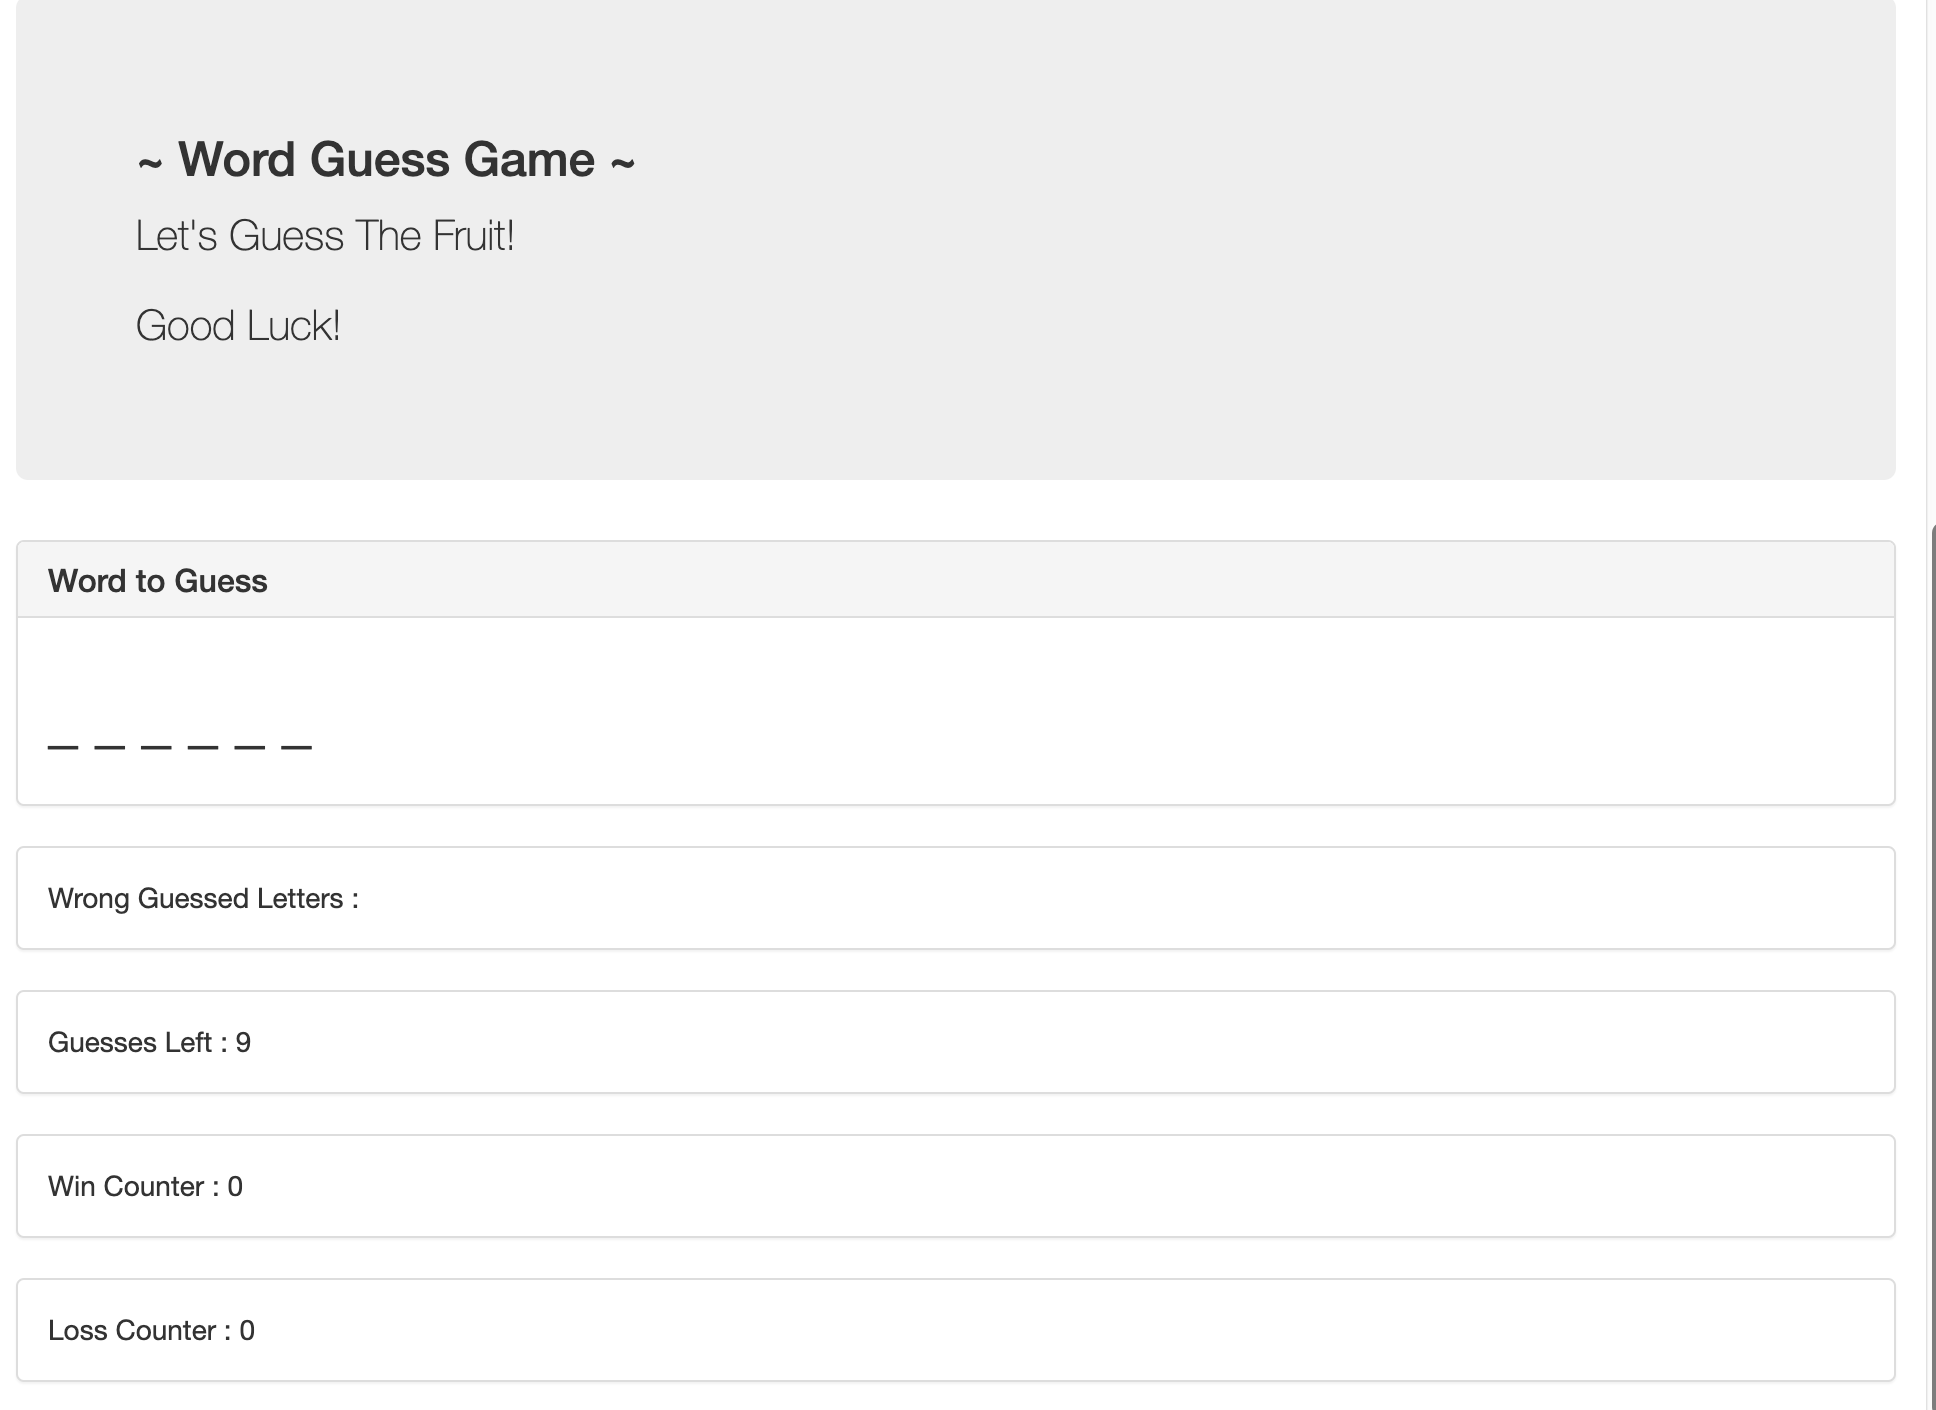 ~ Word Guess Game ~
Let's Guess The Fruit!
Good Luck!
Word to Guess
_ _ _ _ _ _
Wrong Guessed Letters :
Guesses Left : 9
Win Counter : 0
Loss Counter : 0